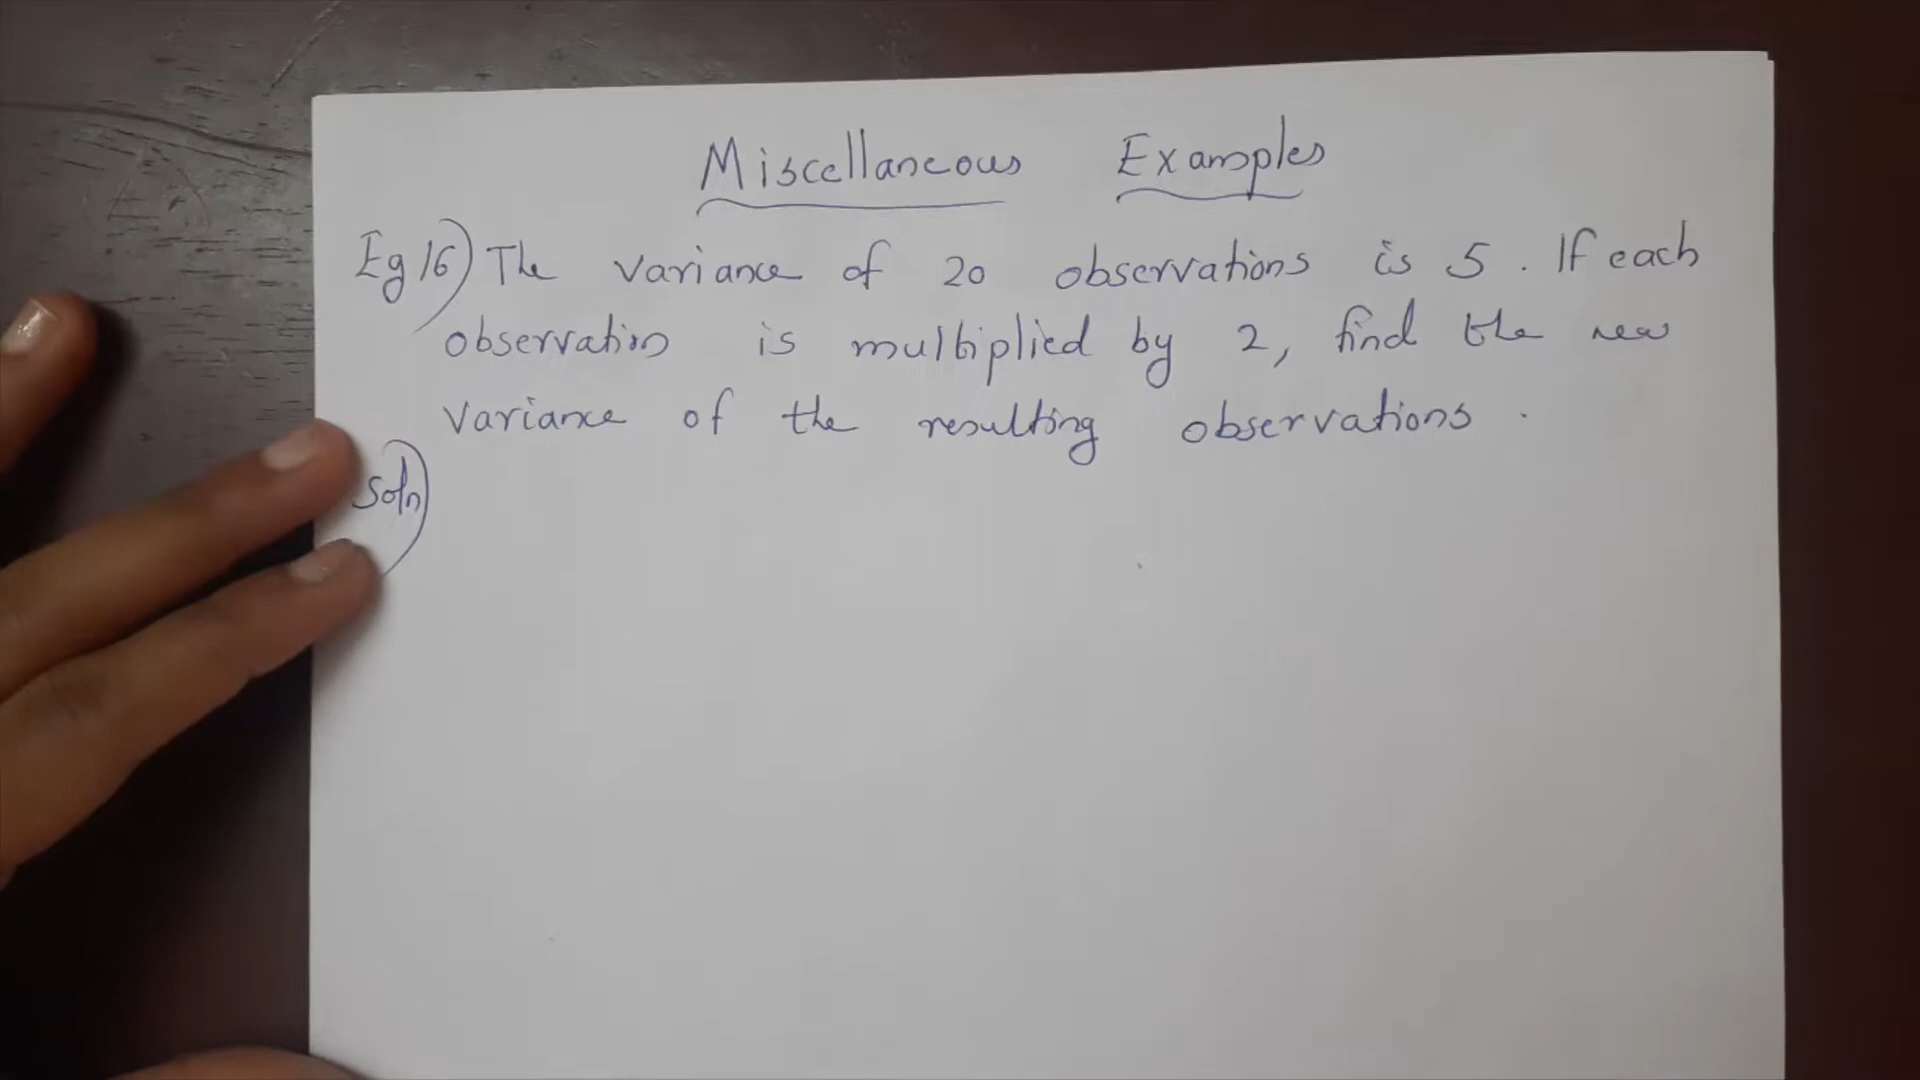 Miscellaneous Examples
Eg 16) The variance of 20 observations is 5. If each
observation is multiplied by 2, find the new
variance of the resulting observations.
Soln)